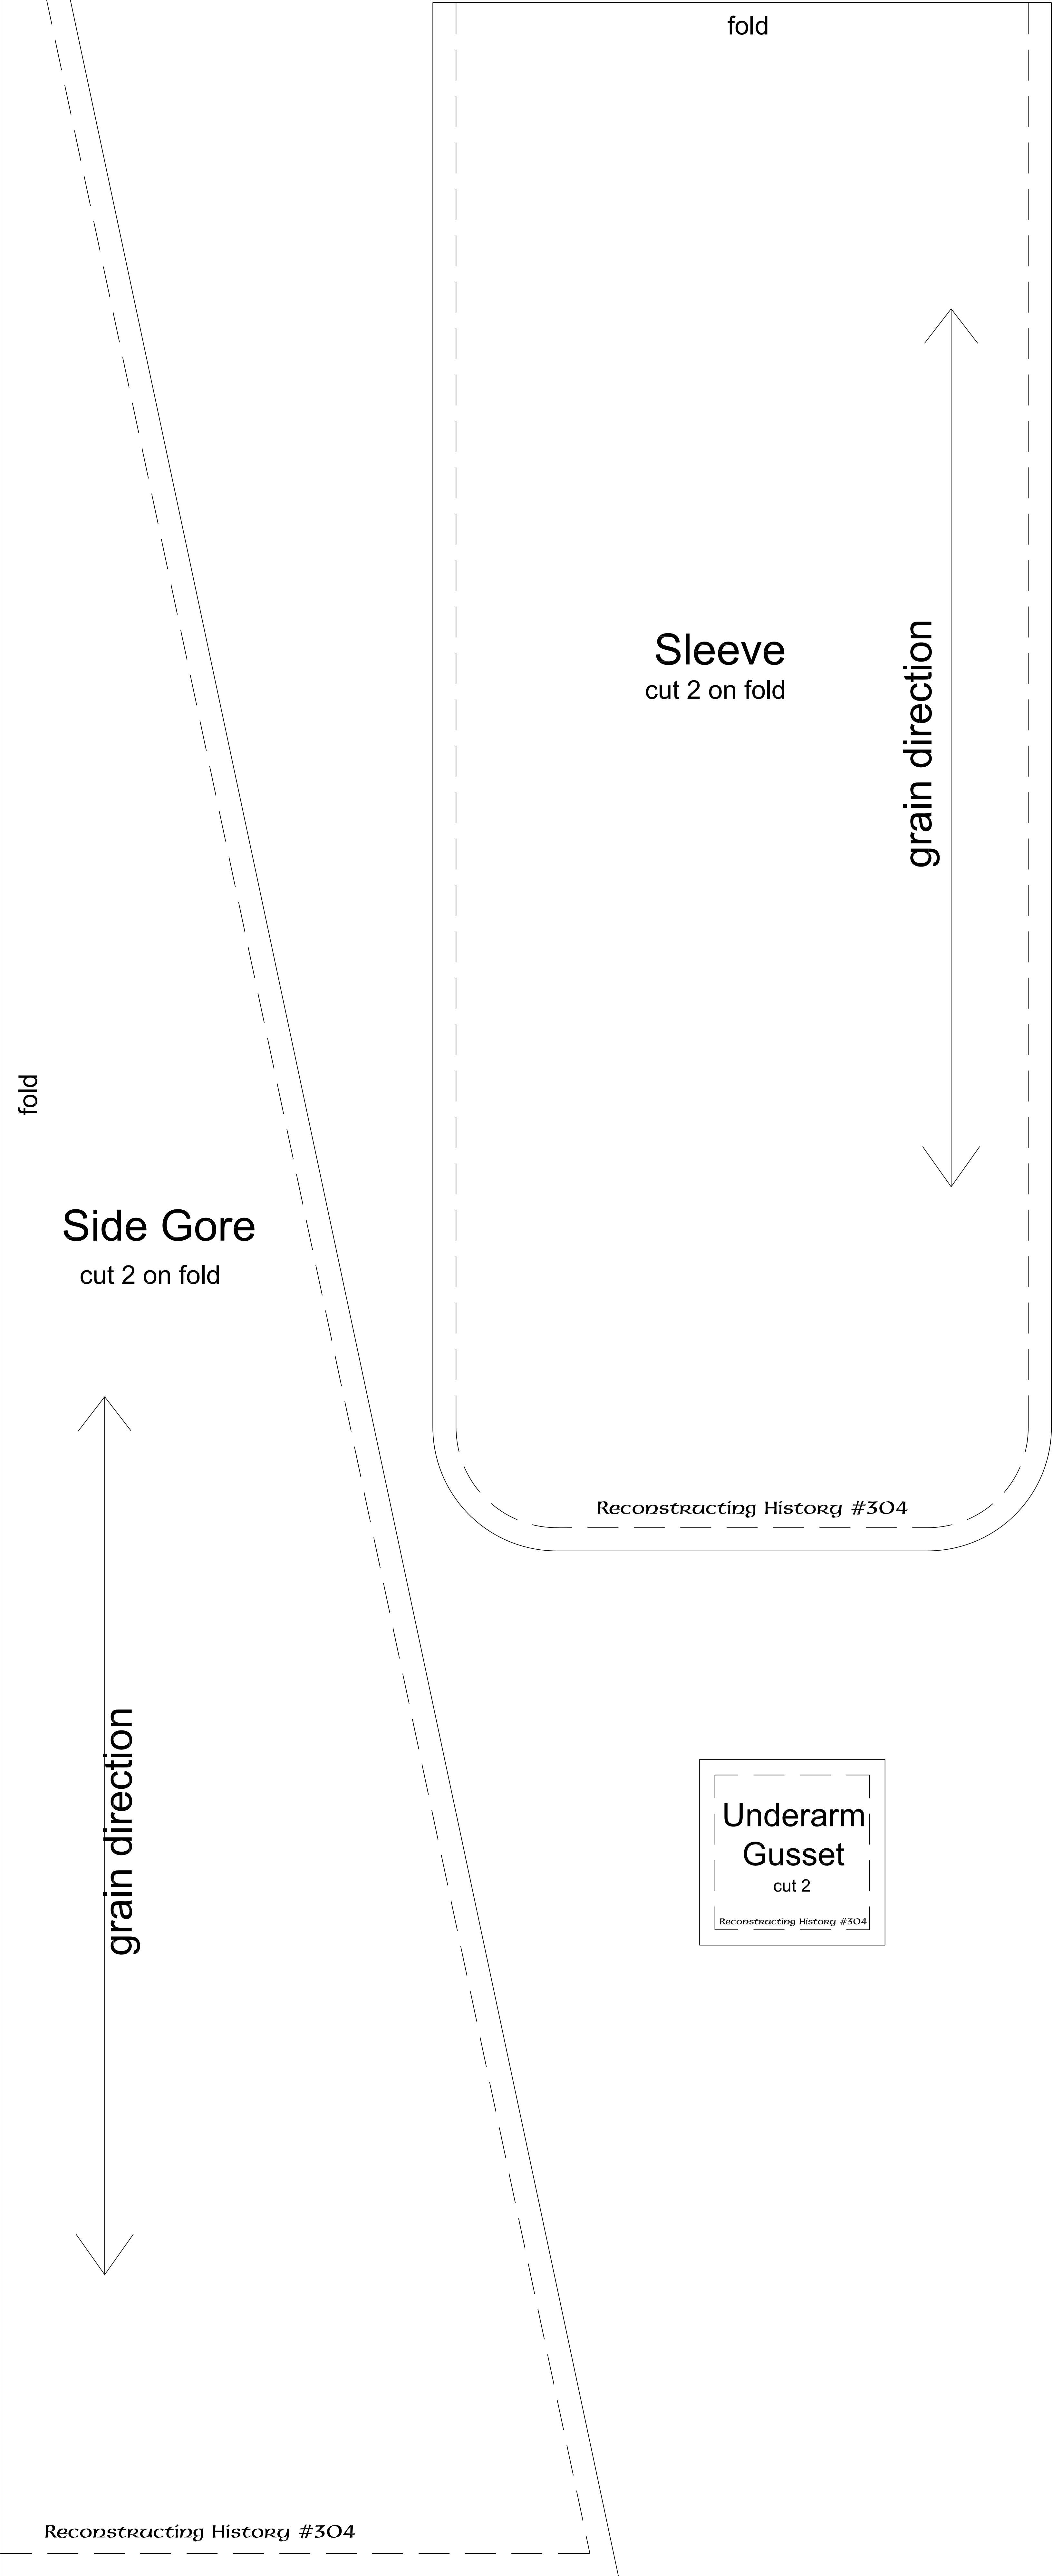 fold
Sleeve
cut 2 on fold
grain direction
Reconstructing History #304
fold
Side Gore
cut 2 on fold
grain direction
Reconstructing History #304
Underarm
Gusset
cut 2
Reconstructing History #304